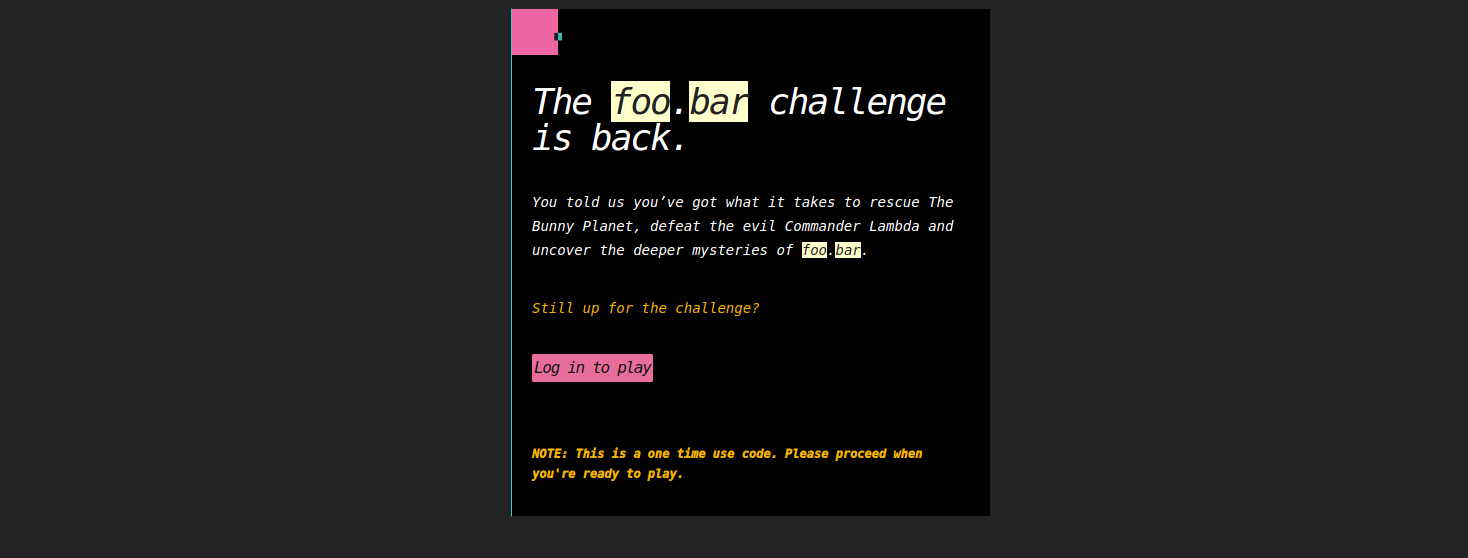 The foo.bar challenge
is back.
You told us you’ve got what it takes to rescue The
Bunny Planet, defeat the evil Commander Lambda and
uncover the deeper mysteries of foo.bar.
Still up for the challenge?
Log in to play
NOTE: This is a one time use code. Please proceed when
you're ready to play.